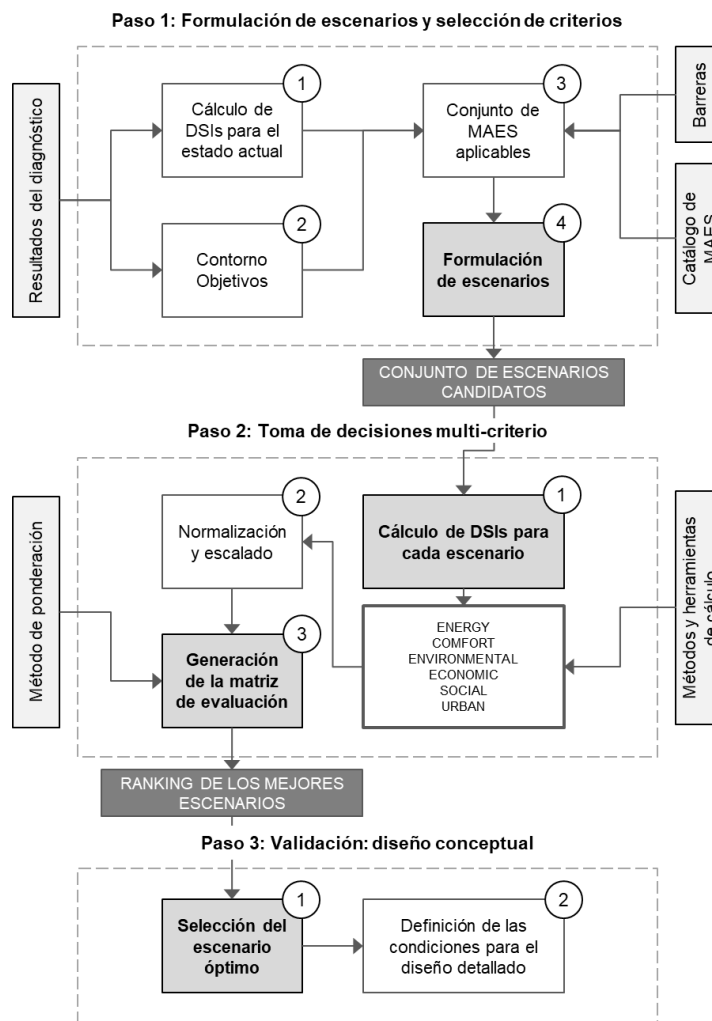 Paso 1: Formulación de escenarios y selección de criterios
Resultados del diagnóstico
1
Cálculo de
DSIs para el
estado actual
2
Contorno
Objetivos
3
Conjunto de
MAES
aplicables
4
Formulación
de escenarios
Barreras
Catálogo de
MAES
CONJUNTO DE ESCENARIOS
CANDIDATOS
Paso 2: Toma de decisiones multi-criterio
Método de ponderación
2
Normalización
y escalado
1
Cálculo de DSIs para
cada escenario
3
Generación
de la matriz
de evaluación
ENERGY
COMFORT
ENVIRONMENTAL
ECONOMIC
SOCIAL
URBAN
Métodos y herramientas
de cálculo
RANKING DE LOS MEJORES
ESCENARIOS
Paso 3: Validación: diseño conceptual
1
Selección del
escenario
óptimo
2
Definición de las
condiciones para el
diseño detallado